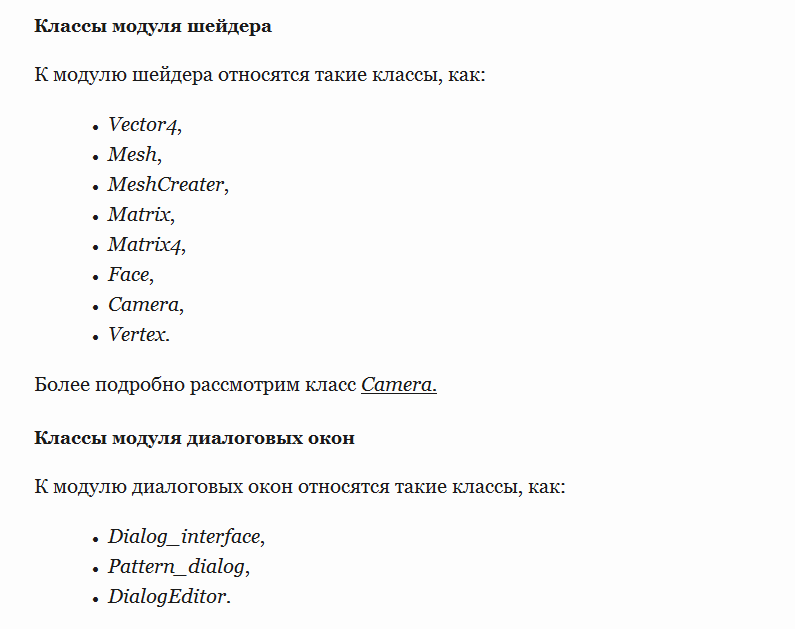 Классы модуля шейдера
К модулю шейдера относятся такие классы, как:
• Vector4,
• Mesh,
• MeshCreater,
• Matrix,
• Matrix4,
• Face,
• Camera,
• Vertex.
Более подробно рассмотрим класс Camera.
Классы модуля диалоговых окон
К модулю диалоговых окон относятся такие классы, как:
• Dialog_interface,
• Pattern_dialog,
• DialogEditor.